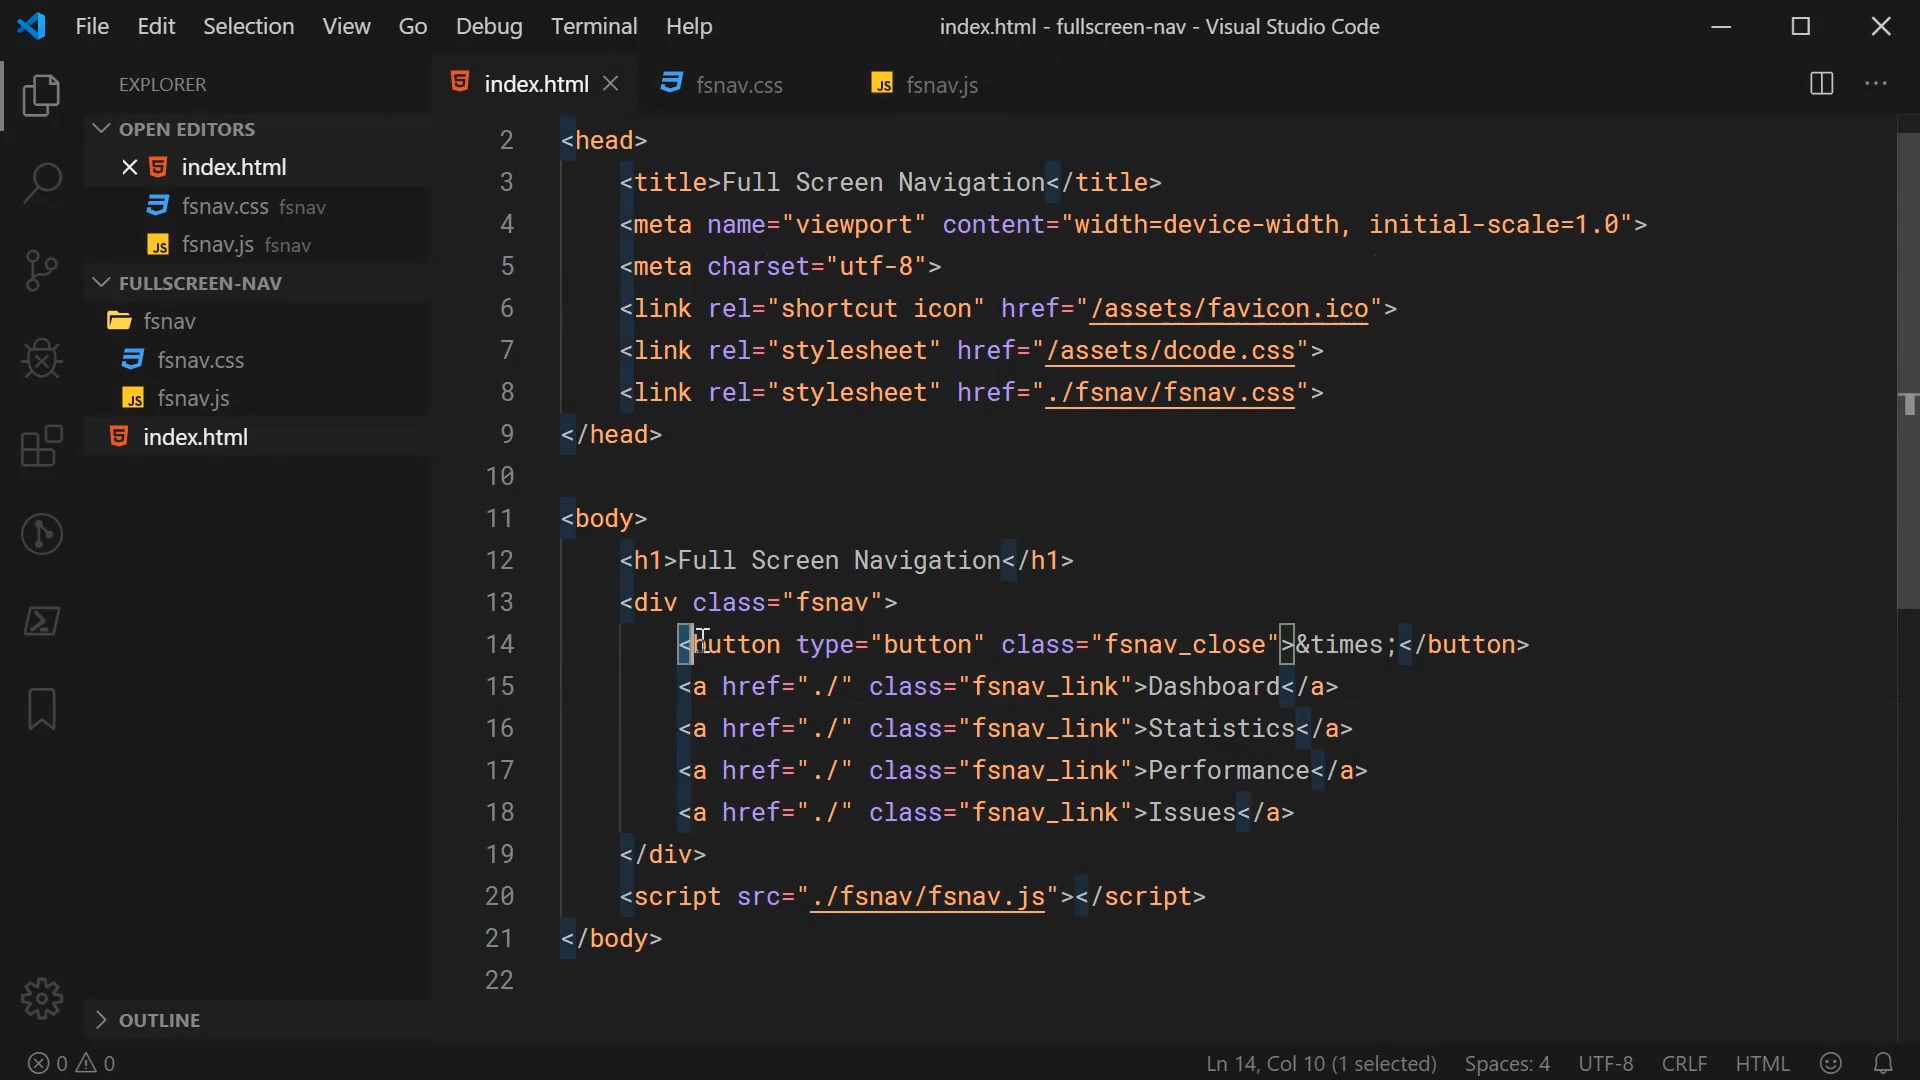 File Edit Selection View Go Debug Terminal Help
index.html - fullscreen-nav - Visual Studio Code
EXPLORER
OPEN EDITORS
index.html
fsnav.css fsnav
fsnav.js fsnav
FULLSCREEN-NAV
fsnav
fsnav.css
fsnav.js
index.html
OUTLINE
index.html fsnav.css JS fsnav.js
2 <head>
3 <title>Full Screen Navigation</title>
4 <meta name="viewport" content="width=device-width, initial-scale=1.0">
5 <meta charset="utf-8">
6 <link rel="shortcut icon" href="/assets/favicon.ico">
7 <link rel="stylesheet" href="/assets/dcode.css">
8 <link rel="stylesheet" href="./fsnav/fsnav.css">
9 </head>
10
11 <body>
12 <h1>Full Screen Navigation</h1>
13 <div class="fsnav">
14 <button type="button" class="fsnav_close">&times;</button>
15 <a href="./" class="fsnav_link">Dashboard</a>
16 <a href="./" class="fsnav_link">Statistics</a>
17 <a href="./" class="fsnav_link">Performance</a>
18 <a href="./" class="fsnav_link">Issues</a>
19 </div>
20 <script src="./fsnav/fsnav.js"></script>
21 </body>
22
0 0
Ln 14, Col 10 (1 selected) Spaces: 4 UTF-8 CRLF HTML